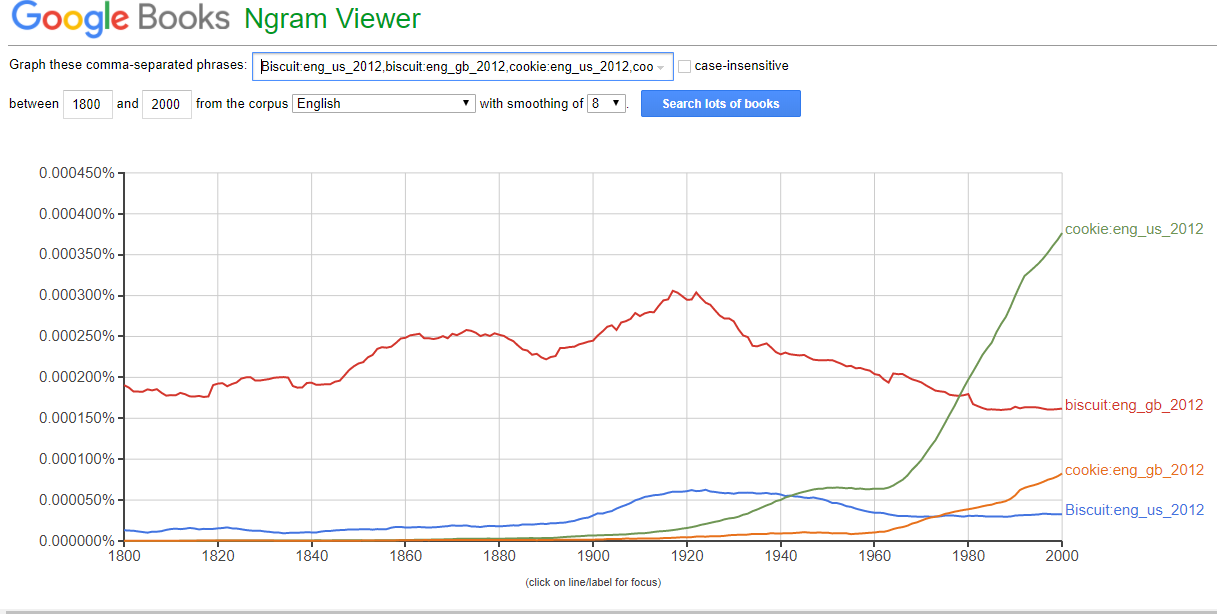 Google Books Ngram Viewer
Graph these comma-separated phrases: Biscuit:eng_us_2012,biscuit:eng_gb_2012,cookie:eng_us_2012,coo case-insensitive
between 1800 and 2000 from the corpus English with smoothing of 8 . Search lots of books
0.000450%
0.000400%
0.000350%
0.000300%
0.000250%
0.000200%
0.000150%
0.000100%
0.000050%
0.000000%
cookie:eng_us_2012
biscuit:eng_gb_2012
cookie:eng_gb_2012
Biscuit:eng_us_2012
1800 1820 1840 1860 1880 1900 1920 1940 1960 1980 2000
(click on line/label for focus)